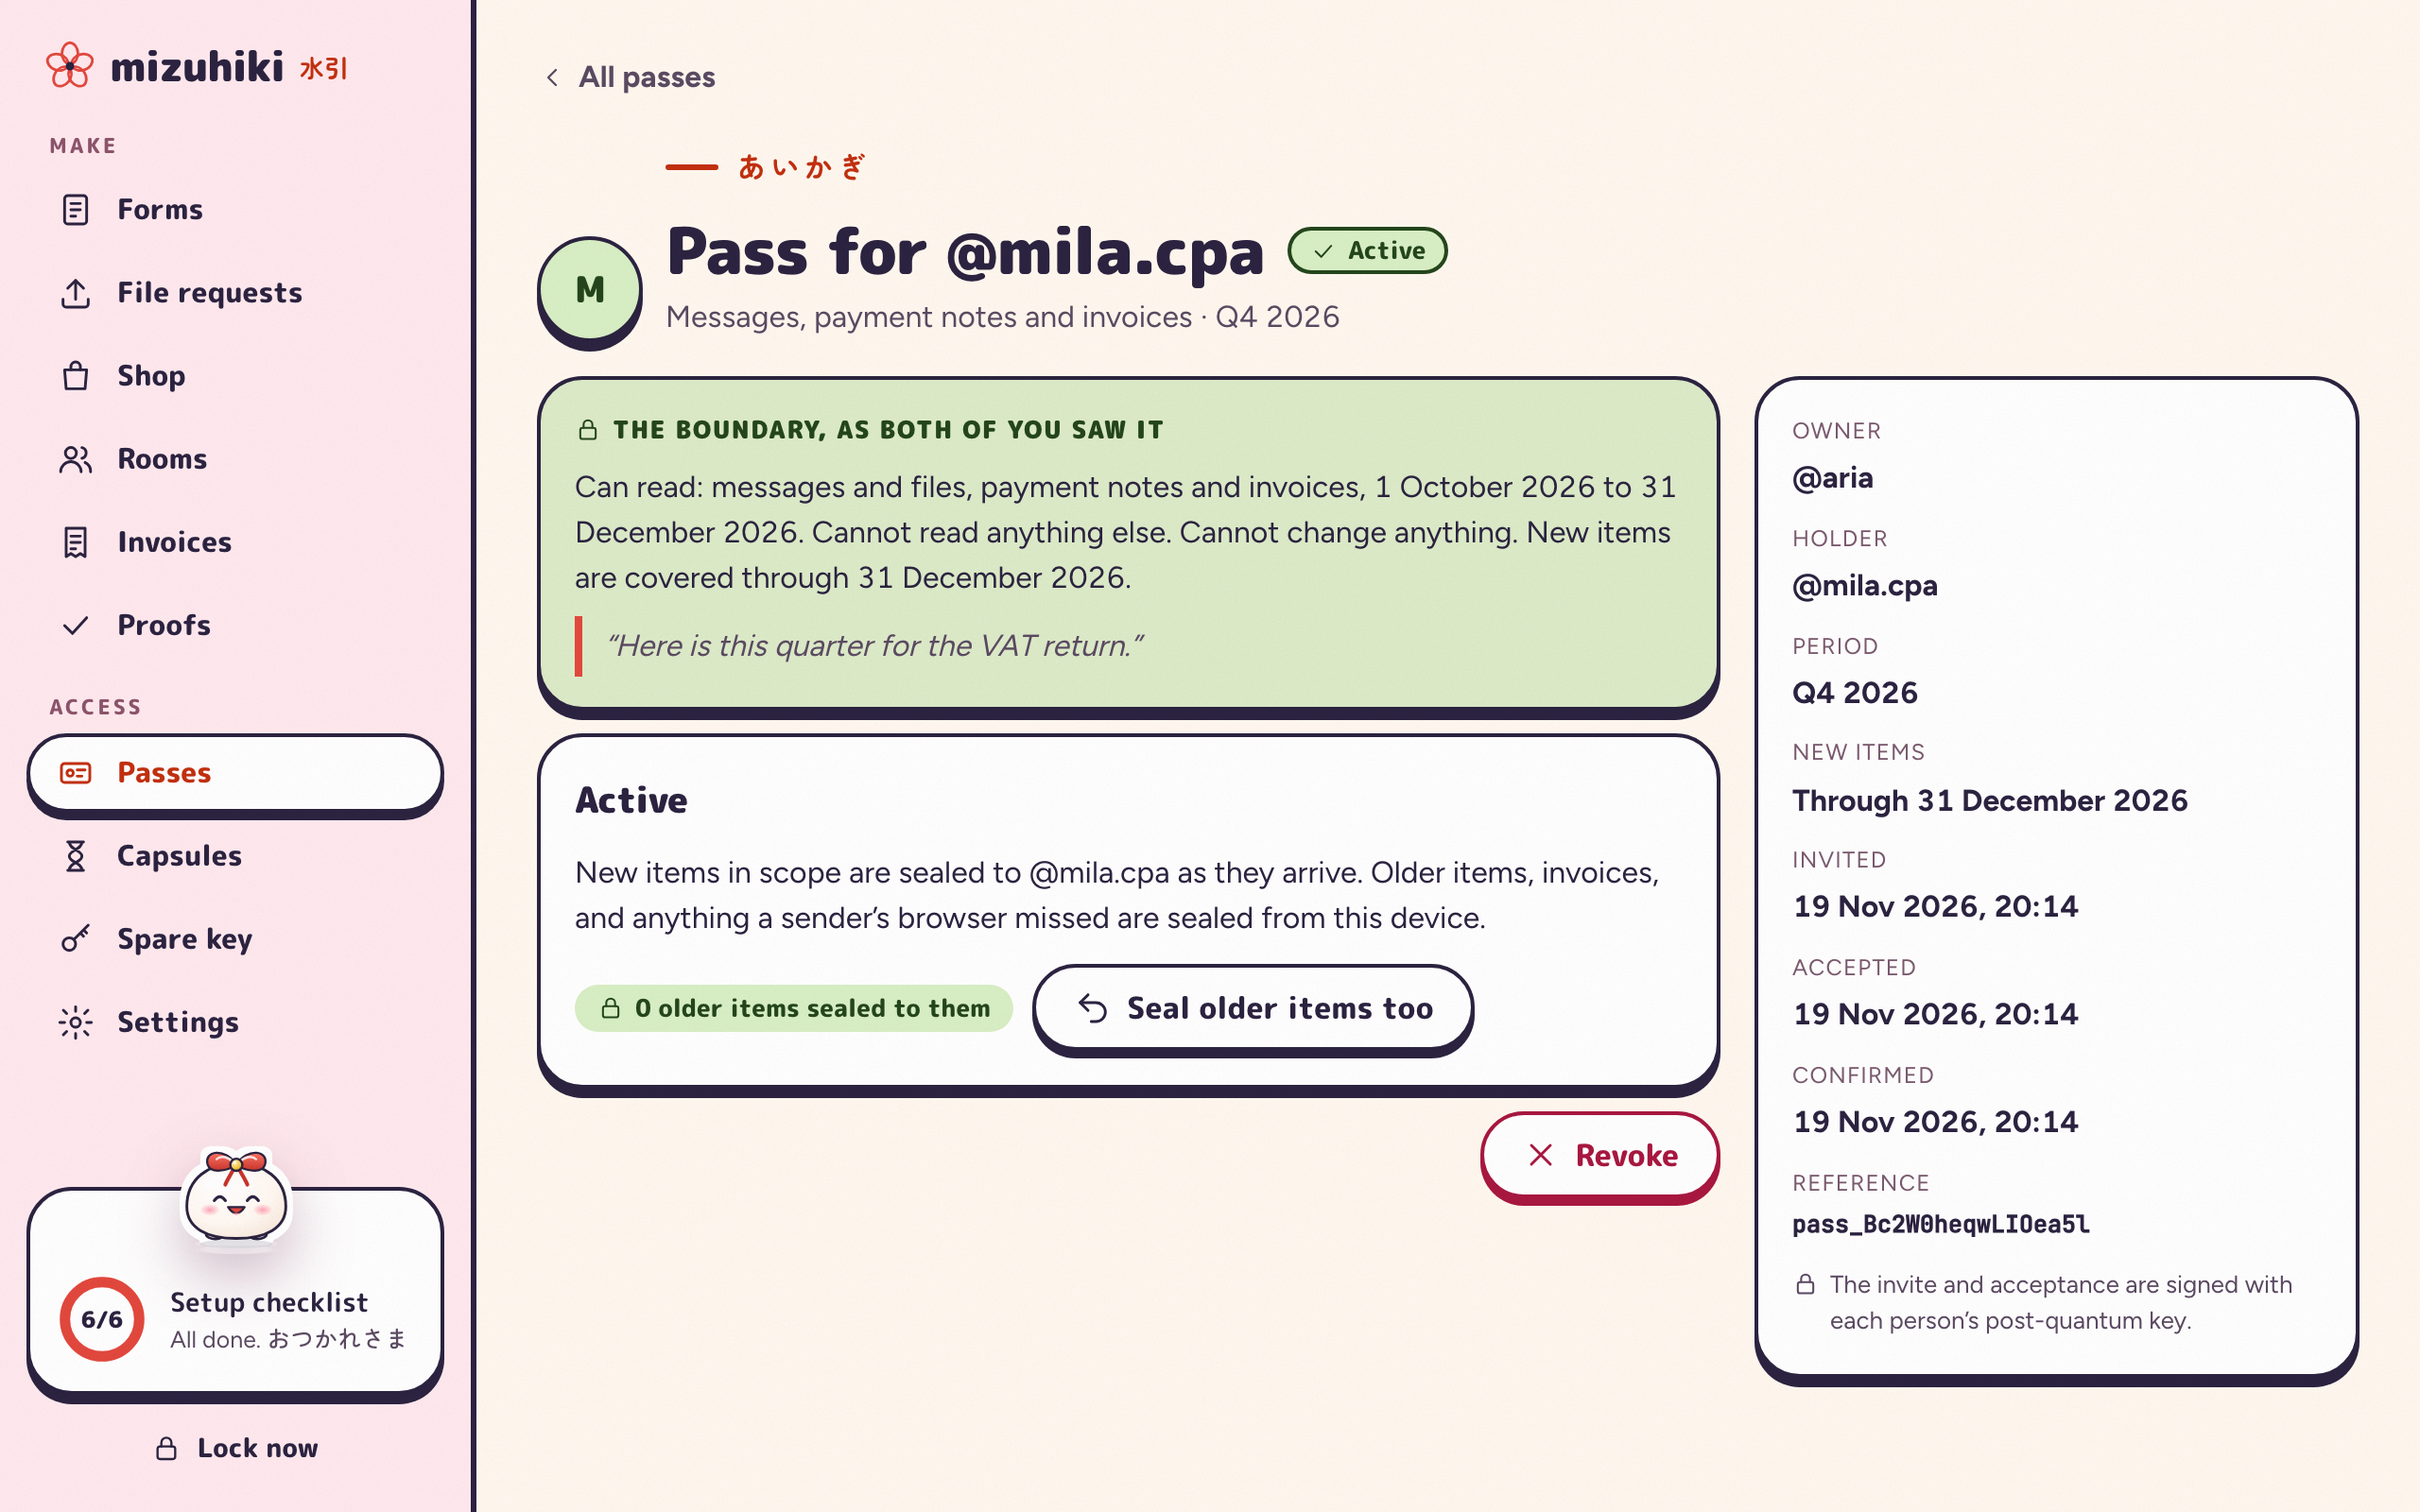 mizuhiki 水引
MAKE
Forms
File requests
Shop
Rooms
Invoices
Proofs
ACCESS
Passes
Capsules
Spare key
Settings
6/6
Setup checklist
All done. おつかれさま
Lock now
All passes
あいかぎ
M
Pass for @mila.cpa
Active
Messages, payment notes and invoices · Q4 2026
THE BOUNDARY, AS BOTH OF YOU SAW IT
Can read: messages and files, payment notes and invoices, 1 October 2026 to 31
December 2026. Cannot read anything else. Cannot change anything. New items
are covered through 31 December 2026.
“Here is this quarter for the VAT return.”
Active
New items in scope are sealed to @mila.cpa as they arrive. Older items, invoices,
and anything a sender’s browser missed are sealed from this device.
0 older items sealed to them
Seal older items too
Revoke
OWNER
@aria
HOLDER
@mila.cpa
PERIOD
Q4 2026
NEW ITEMS
Through 31 December 2026
INVITED
19 Nov 2026, 20:14
ACCEPTED
19 Nov 2026, 20:14
CONFIRMED
19 Nov 2026, 20:14
REFERENCE
pass_Bc2W0heqwLIOea5l
The invite and acceptance are signed with
each person’s post-quantum key.